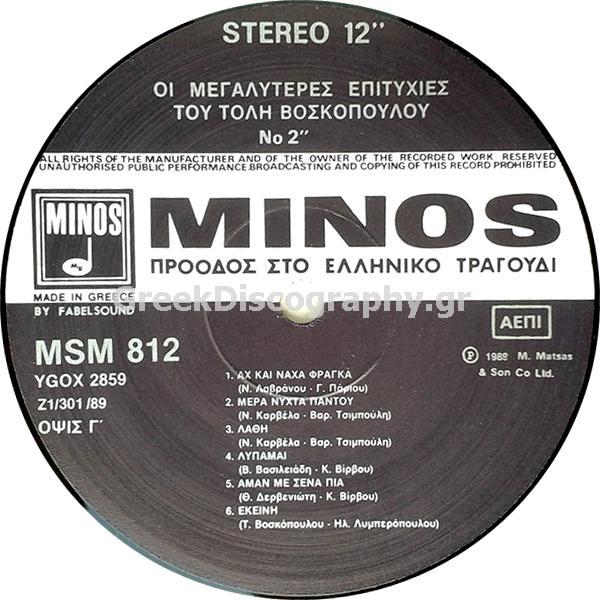 STEREO 12"
ΟΙ ΜΕΓΑΛΥΤΕΡΕΣ ΕΠΙΤΥΧΙΕΣ
ΤΟΥ ΤΟΛΗ ΒΟΣΚΟΠΟΥΛΟΥ
No 2"
ALL RIGHTS OF THE MANUFACTURER AND OF THE OWNER OF THE RECORDED WORK RESERVED
UNAUTHORISED PUBLIC PERFORMANCE.BROADCASTING AND COPYING OF THIS RECORD PROHIBITED
MINOS
MINOS
ΠΡΟΟΔΟΣ ΣΤΟ ΕΛΛΗΝΙΚΟ ΤΡΑΓΟΥΔΙ
MADE IN GREECE
BY FABELSOUND
GreekDiscography.gr
ΑΕΠΙ
MSM 812
YGOX 2859
Z1/301/89
ΟΨΙΣ Γ΄
Ⓟ 1988 M. Matsas
& Son Co Ltd.
1. ΑΧ ΚΑΙ ΝΑΧΑ ΦΡΑΓΚΑ
(Ν. Λαβράνου - Γ. Πάριου)
2. ΜΕΡΑ ΝΥΧΤΑ ΠΑΝΤΟΥ
(Ν. Καρβέλα - Βαρ. Τσιμπούλη)
3. ΛΑΘΗ
(Ν. Καρβέλα - Βαρ. Τσιμπούλη)
4. ΛΥΠΑΜΑΙ
(Β. Βασιλειάδη - Κ. Βίρβου)
5. ΑΜΑΝ ΜΕ ΣΕΝΑ ΠΙΑ
(Θ. Δερβενιώτη - Κ. Βίρβου)
6. ΕΚΕΙΝΗ
(Τ. Βοσκόπουλου - Ηλ. Λυμπερόπουλου)